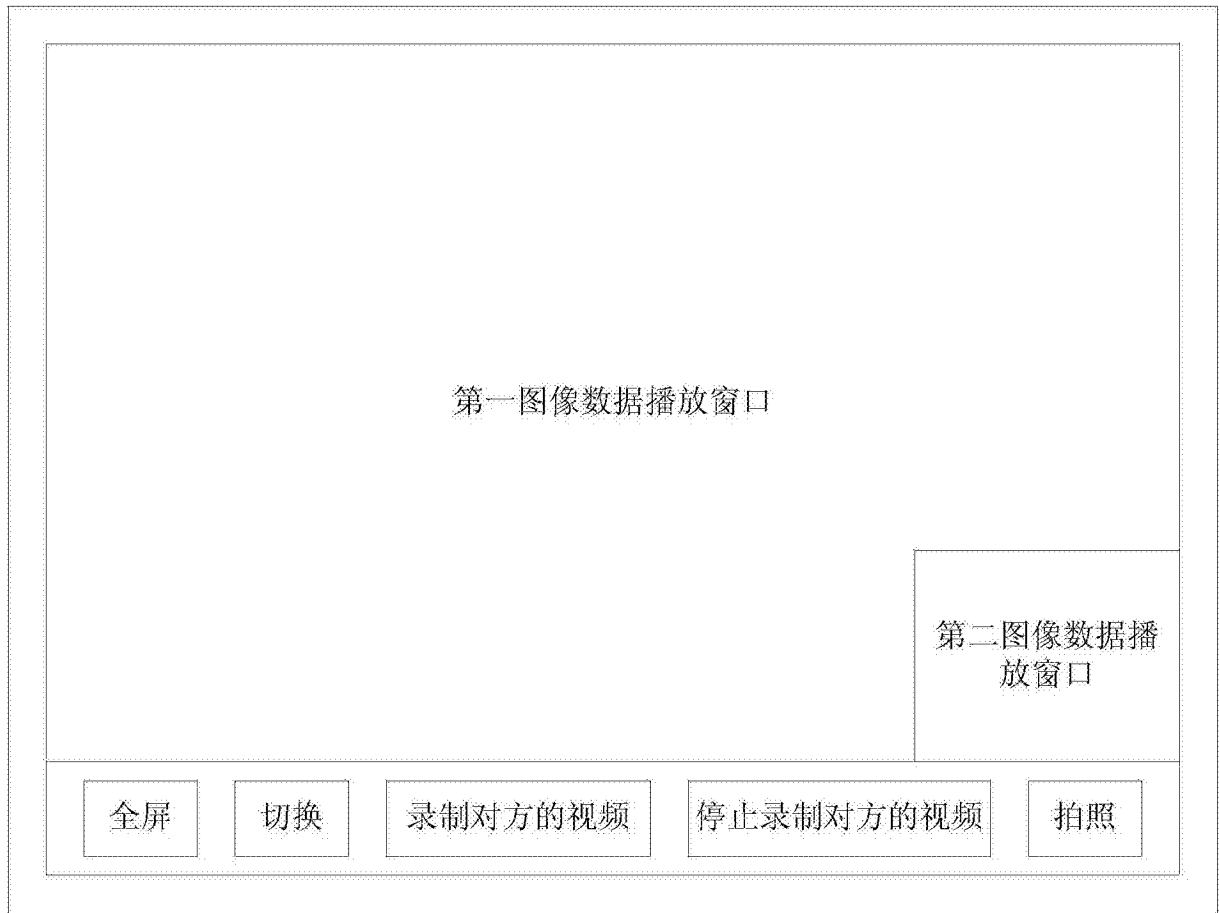 第一图像数据播放窗口
第二图像数据播
放窗口
全屏
切换
录制对方的视频
停止录制对方的视频
拍照